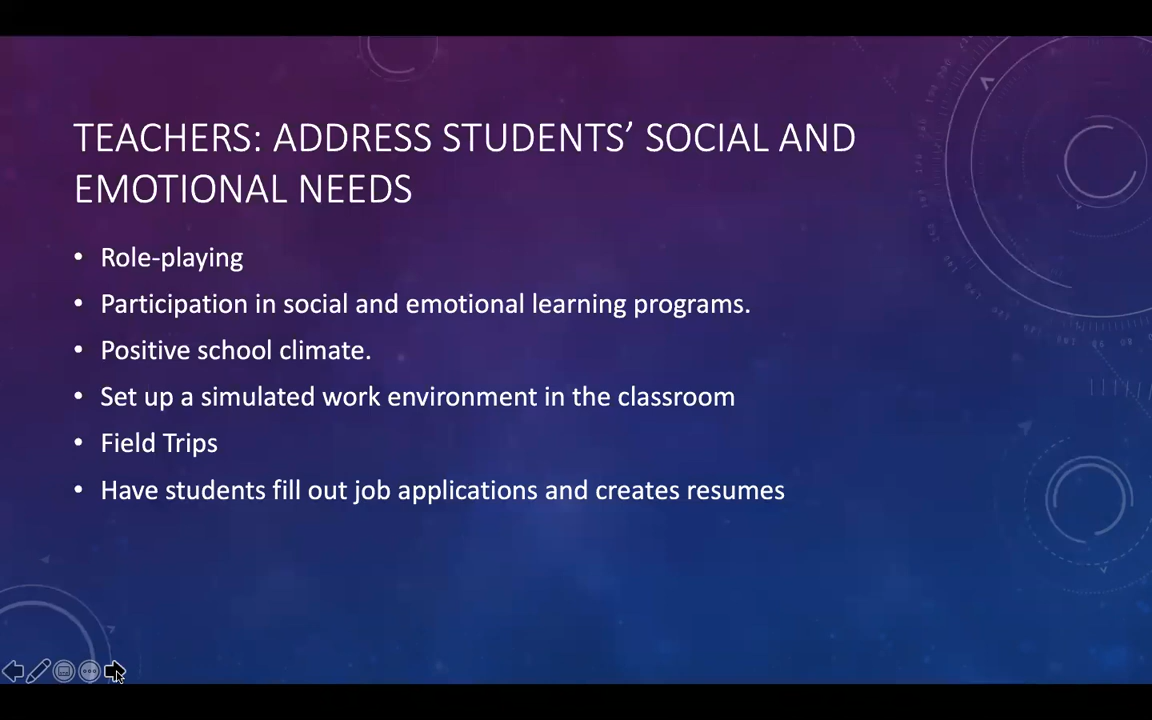 TEACHERS: ADDRESS STUDENTS’ SOCIAL AND
EMOTIONAL NEEDS
• Role-playing
• Participation in social and emotional learning programs.
• Positive school climate.
• Set up a simulated work environment in the classroom
• Field Trips
• Have students fill out job applications and creates resumes